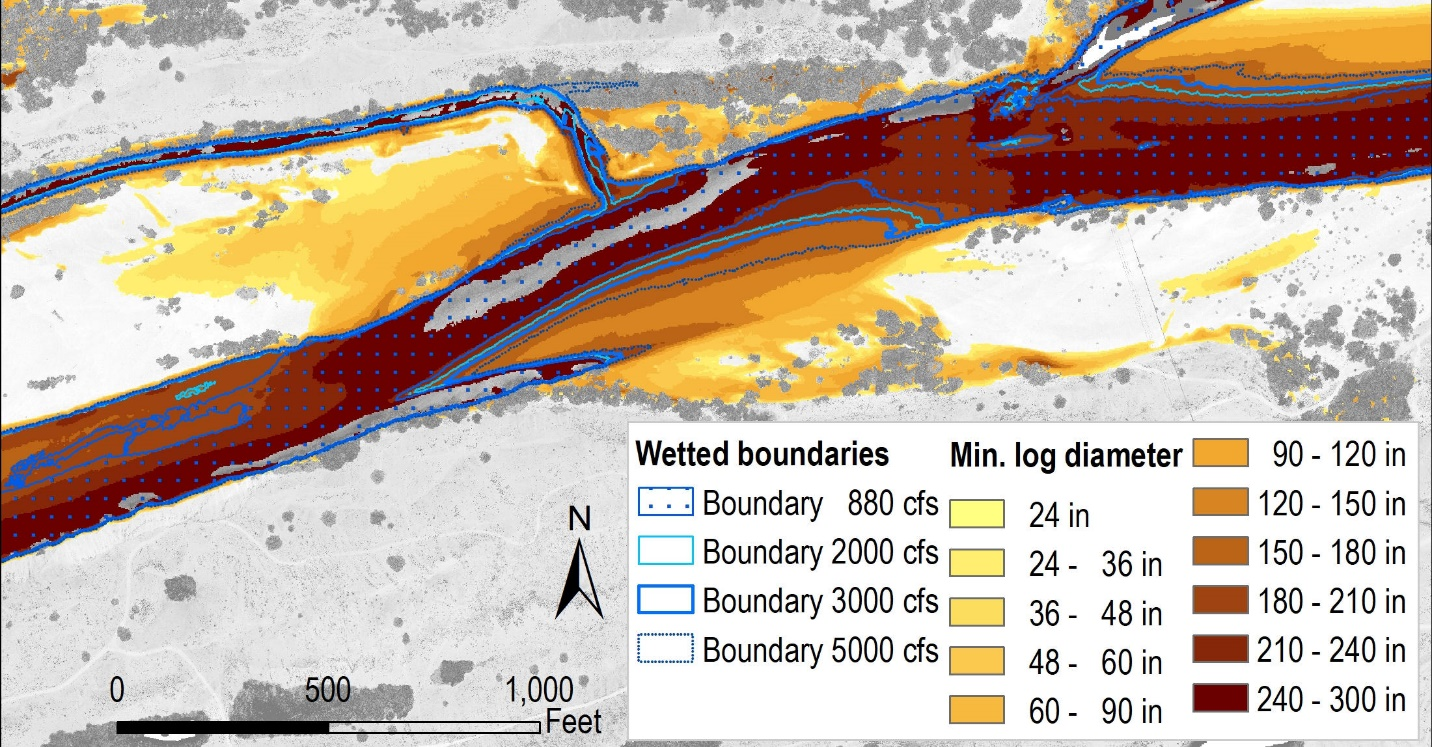 Wetted boundaries
Boundary 880 cfs
Boundary 2000 cfs
Boundary 3000 cfs
Boundary 5000 cfs
Min. log diameter
24 in
24 - 36 in
36 - 48 in
48 - 60 in
60 - 90 in
90 - 120 in
120 - 150 in
150 - 180 in
180 - 210 in
210 - 240 in
240 - 300 in
N
0 500 1,000
Feet